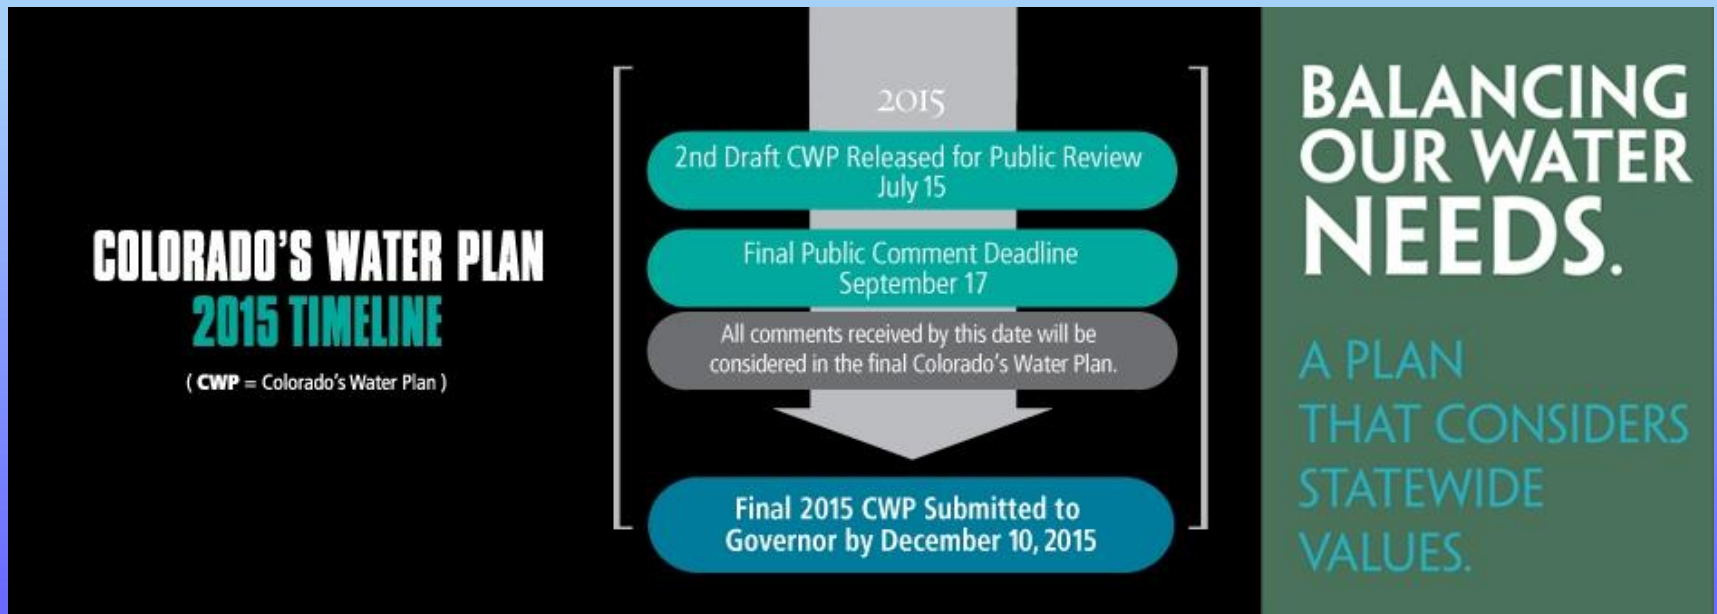 COLORADO'S WATER PLAN
2015 TIMELINE
( CWP = Colorado's Water Plan )
2015
2nd Draft CWP Released for Public Review
July 15
Final Public Comment Deadline
September 17
All comments received by this date will be
considered in the final Colorado's Water Plan.
Final 2015 CWP Submitted to
Governor by December 10, 2015
BALANCING
OUR WATER
NEEDS.
A PLAN
THAT CONSIDERS
STATEWIDE
VALUES.